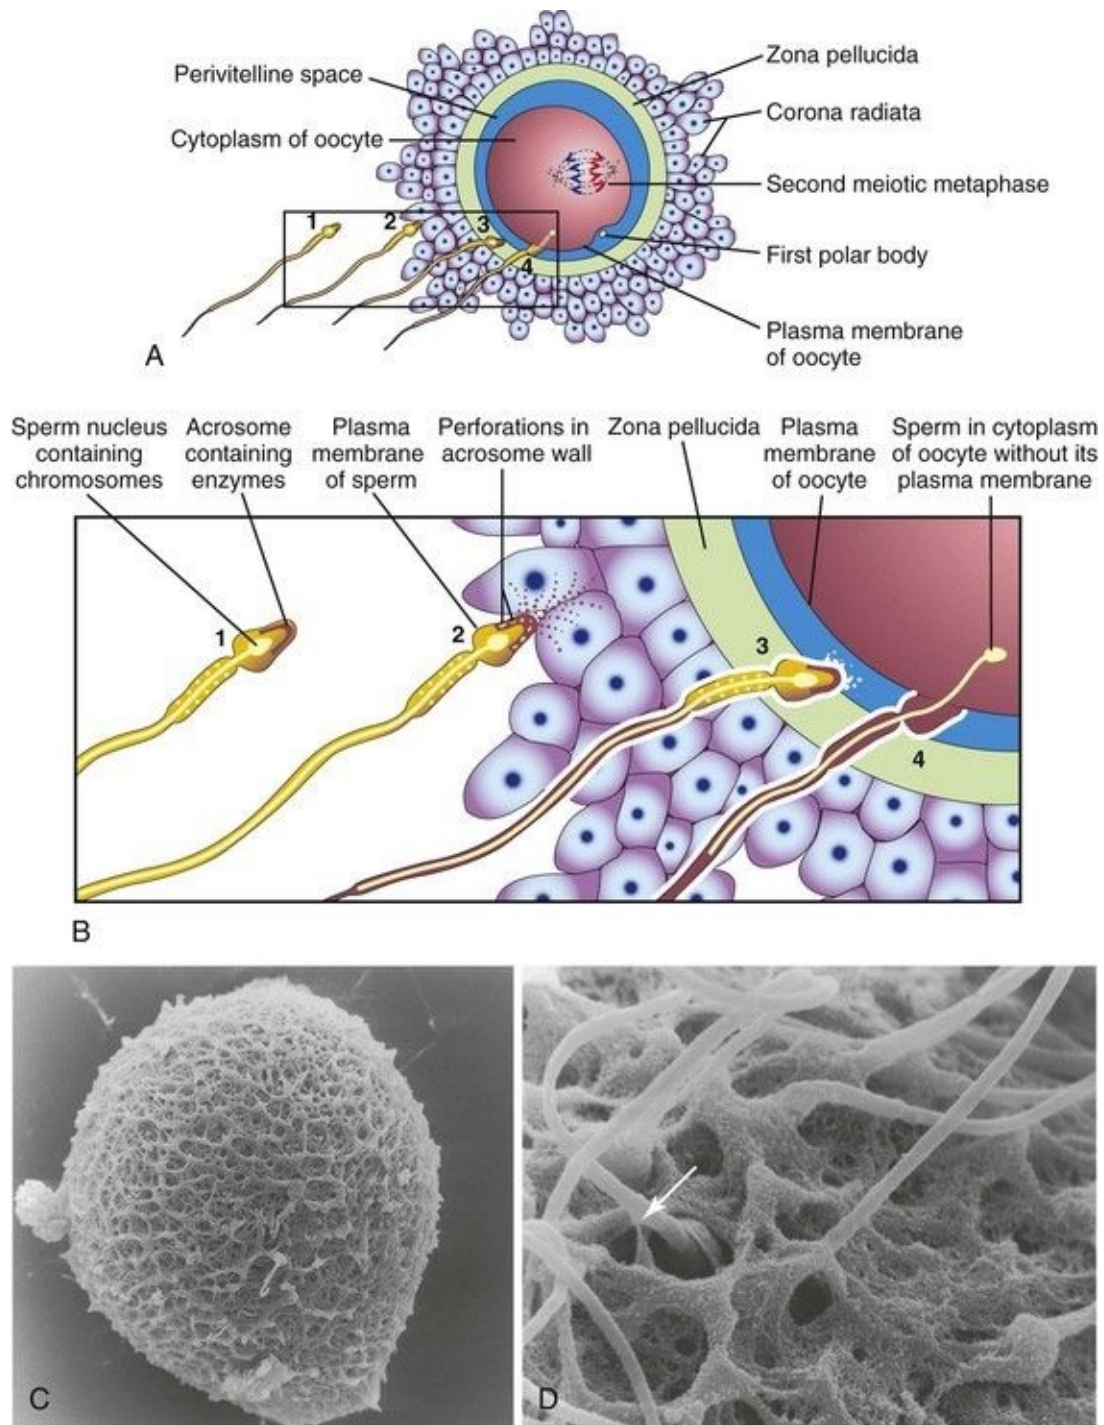 Perivitelline space
Cytoplasm of oocyte
Zona pellucida
Corona radiata
Second meiotic metaphase
First polar body
Plasma membrane
of oocyte
1
2
3
4
A
Sperm nucleus
containing
chromosomes
Acrosome
containing
enzymes
Plasma
membrane
of sperm
Perforations in
acrosome wall
Zona pellucida
Plasma
membrane
of oocyte
Sperm in cytoplasm
of oocyte without its
plasma membrane
1
2
3
4
B
C
D